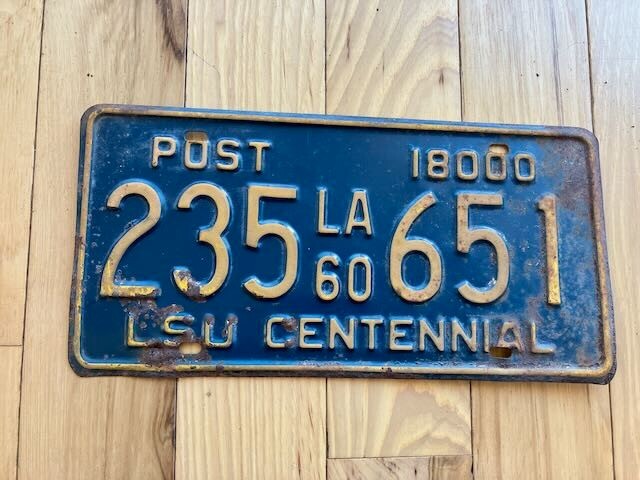 POST 18000
235 LA 60 651
LSU CENTENNIAL